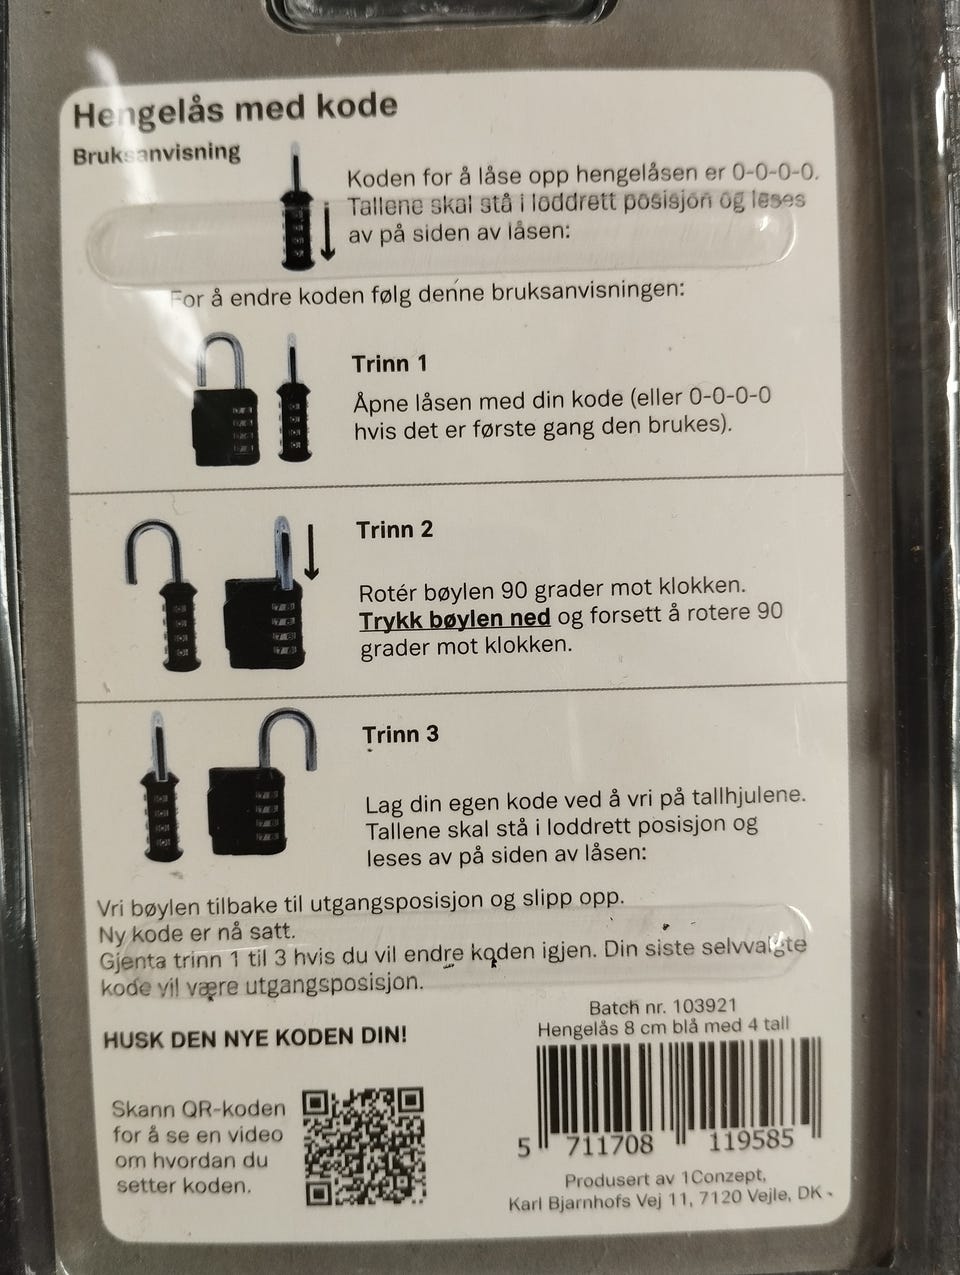 Hengelås med kode
Bruksanvisning
Koden for å låse opp hengelåsen er 0-0-0-0.
Tallene skal stå i loddrett posisjon og leses
av på siden av låsen:
For å endre koden følg denne bruksanvisningen:
Trinn 1
Åpne låsen med din kode (eller 0-0-0-0
hvis det er første gang den brukes).
Trinn 2
Rotér bøylen 90 grader mot klokken.
Trykk bøylen ned og forsett å rotere 90
grader mot klokken.
Trinn 3
Lag din egen kode ved å vri på tallhjulene.
Tallene skal stå i loddrett posisjon og
leses av på siden av låsen:
Vri bøylen tilbake til utgangsposisjon og slipp opp.
Ny kode er nå satt.
Gjenta trinn 1 til 3 hvis du vil endre koden igjen. Din siste selvvalgte
kode vil være utgangsposisjon.
HUSK DEN NYE KODEN DIN!
Skann QR-koden
for å se en video
om hvordan du
setter koden.
Batch nr. 103921
Hengelås 8 cm blå med 4 tall
5 711708 119585
Produsert av 1Conzept,
Karl Bjarnhofs Vej 11, 7120 Vejle, DK